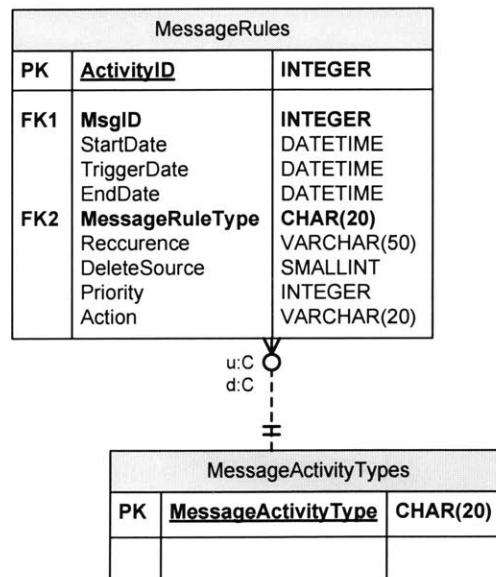 MessageRules
PK ActivityID INTEGER
FK1 MsgID INTEGER
StartDate DATETIME
TriggerDate DATETIME
EndDate DATETIME
FK2 MessageRuleType CHAR(20)
Reccurence VARCHAR(50)
DeleteSource SMALLINT
Priority INTEGER
Action VARCHAR(20)
u:C
d:C
MessageActivityTypes
PK MessageActivityType CHAR(20)